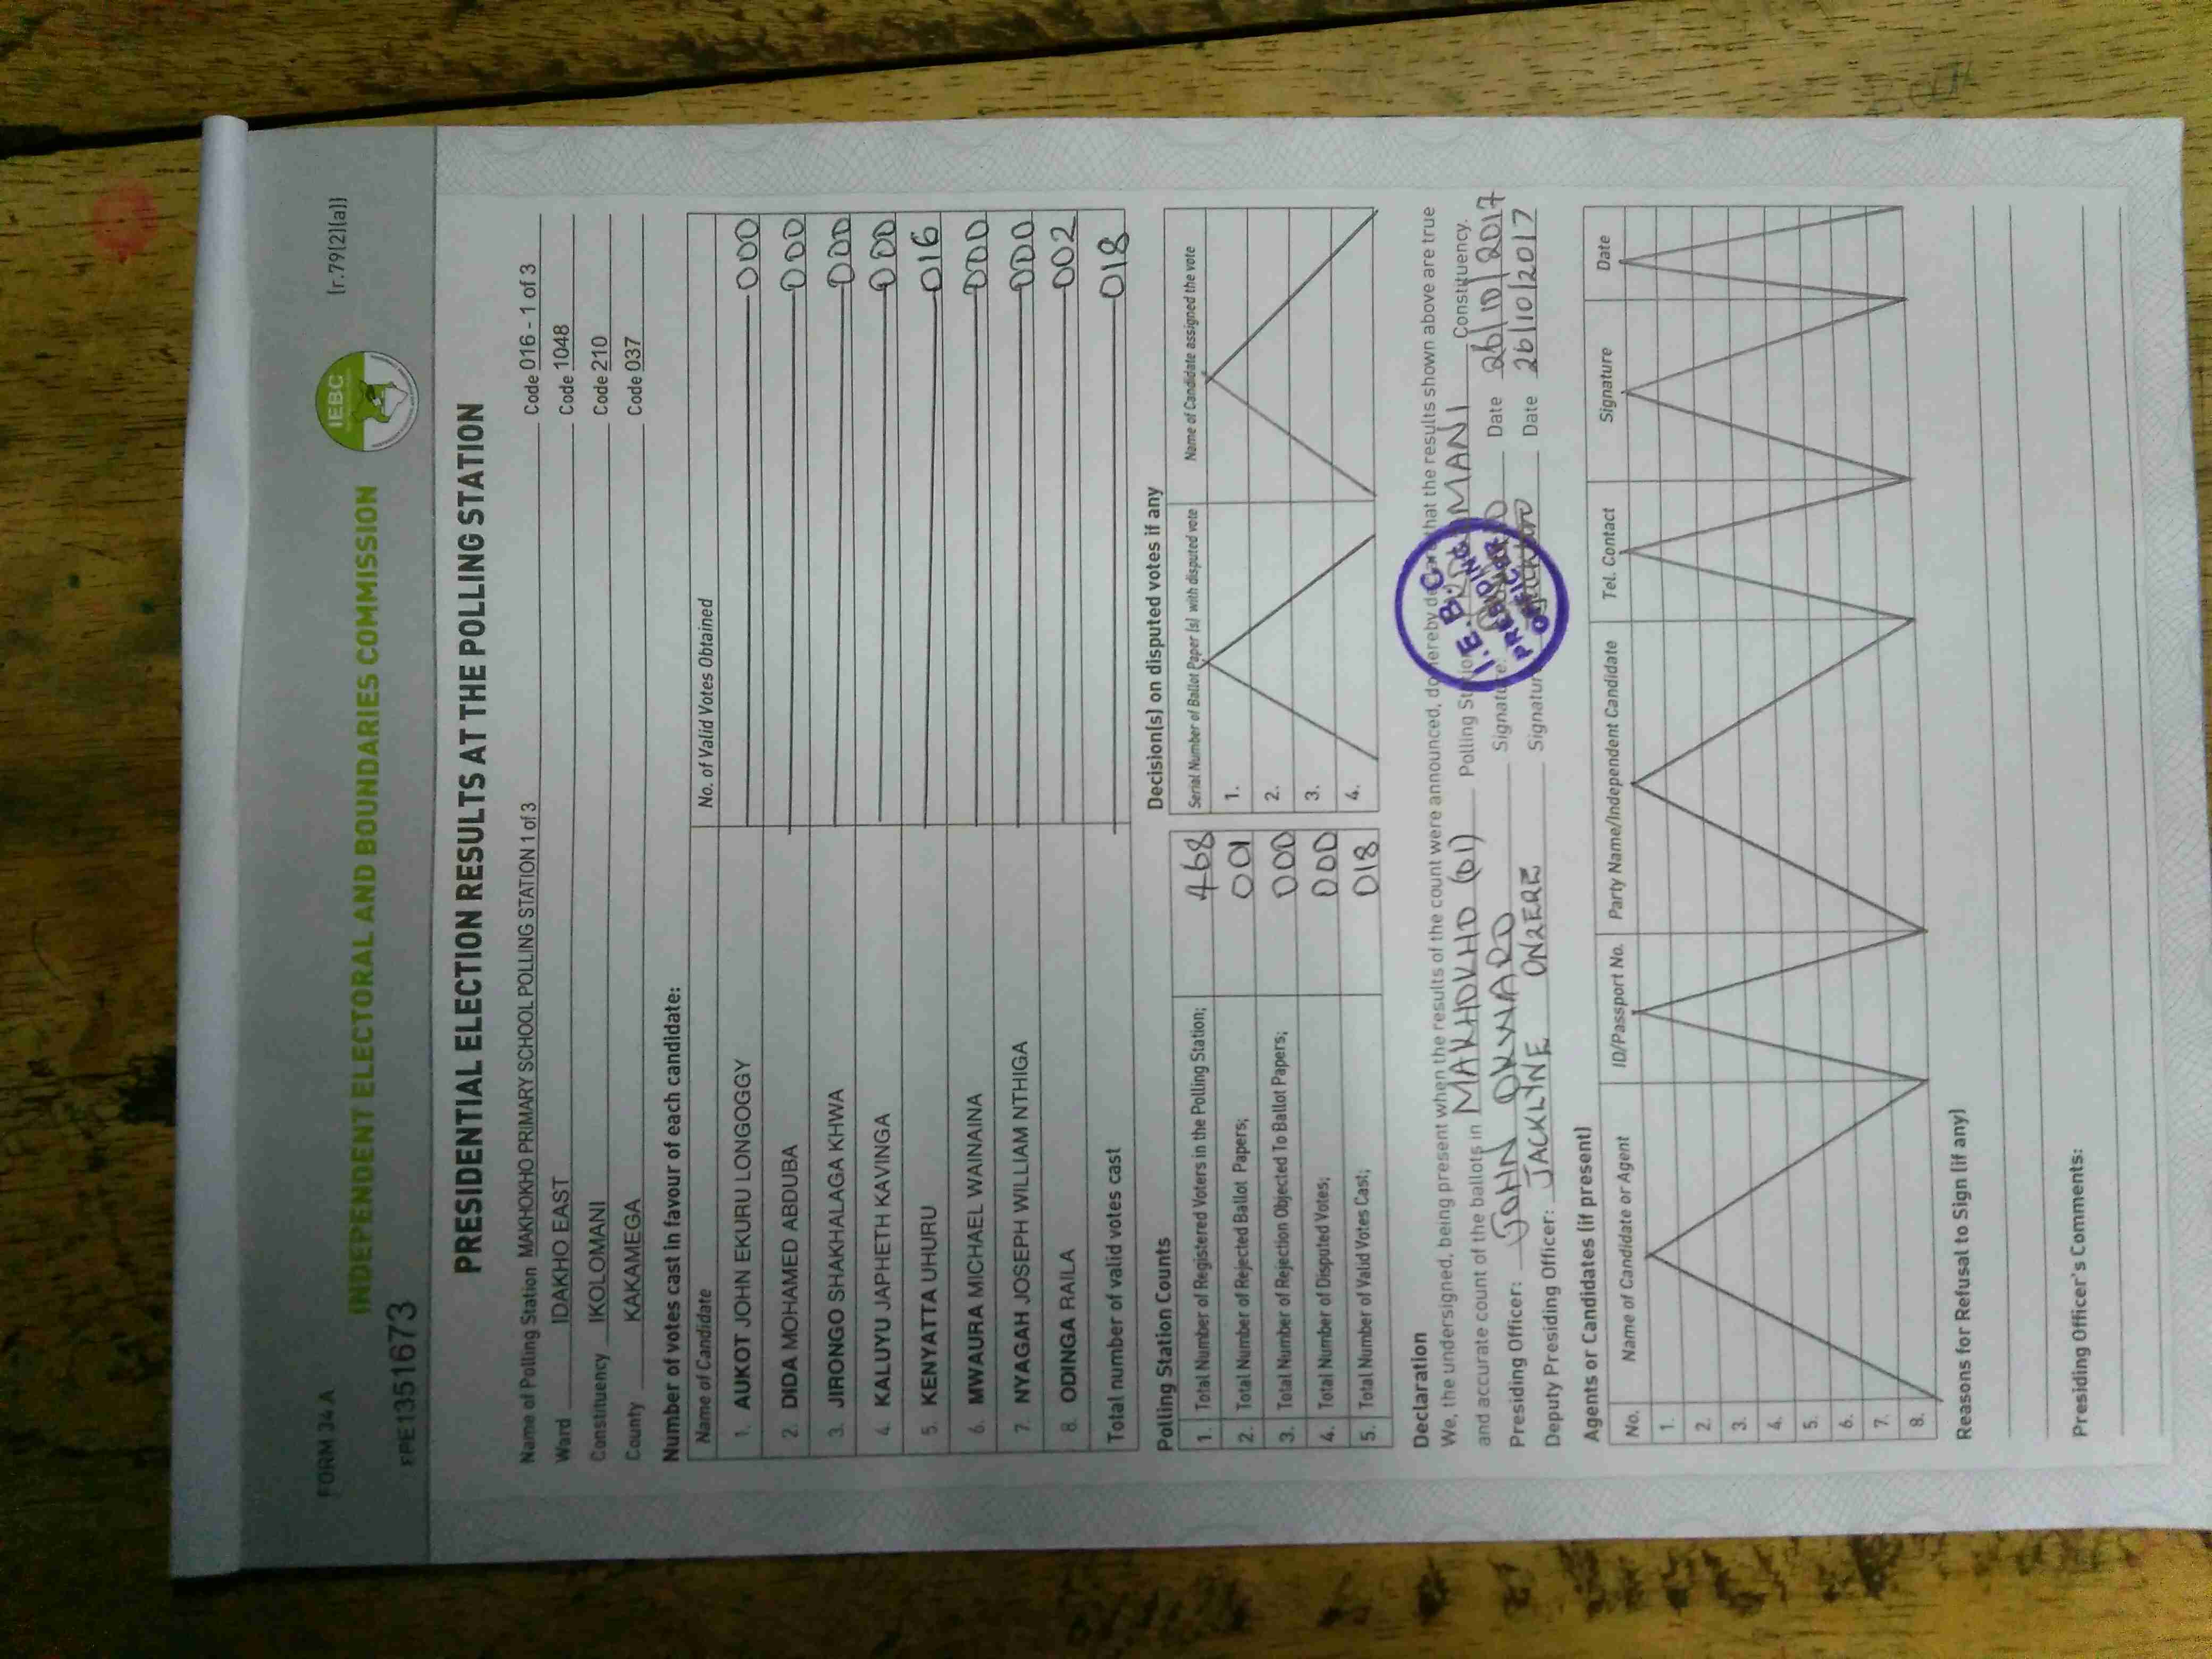 FORM 34 A
(r.79(2)(a))
IEBC
INDEPENDENT ELECTORAL AND BOUNDARIES COMMISSION
PRE13516673
PRESIDENTIAL ELECTION RESULTS AT THE POLLING STATION
Name of Polling Station MAKHOKHO PRIMARY SCHOOL POLLING STATION 1 of 3 Code 016 - 1 of 3
Ward IDAKHO EAST Code 1048
Constituency IKOLOMANI Code 210
County KAKAMEGA Code 037
Number of votes cast in favour of each candidate:
Name of Candidate No. of Valid Votes Obtained
1. AUKOT JOHN EKURU LONGOGGY 000
2. DIDA MOHAMED ABDUBA 000
3. JIRONGO SHAKHALAGA KHWA 000
4. KALUYU JAPHETH KAVINGA 000
5. KENYATTA UHURU 016
6. MWAURA MICHAEL WAINAINA 000
7. NYAGAH JOSEPH WILLIAM NTHIGA 000
8. ODINGA RAILA 002
Total number of valid votes cast 018
Polling Station Counts
1. Total Number of Registered Voters in the Polling Station; 468
2. Total Number of Rejected Ballot Papers; 001
3. Total Number of Rejection Objected To Ballot Papers; 000
4. Total Number of Disputed Votes; 000
5. Total Number of Valid Votes Cast; 018
Decision(s) on disputed votes if any
Serial Number of Ballot Paper (s) with disputed vote Name of Candidate assigned the vote
1.
2.
3.
4.
Declaration
We, the undersigned, being present when the results of the count were announced, do hereby declare that the results shown above are true
and accurate count of the ballots in MAKHOKHO (01) Polling Station MANI Constituency.
Presiding Officer: JOHN OKWARO Signature: Date 26/10/2017
Deputy Presiding Officer: JACKLYNE ONZERE Signature Date 26/10/2017
I.E.B.C
PRESIDING
OFFICER
Agents or Candidates (if present)
No. Name of Candidate or Agent ID/Passport No. Party Name/Independent Candidate Tel. Contact Signature Date
1.
2.
3.
4.
5.
6.
7.
8.
Reasons for Refusal to Sign (if any)
Presiding Officer's Comments: